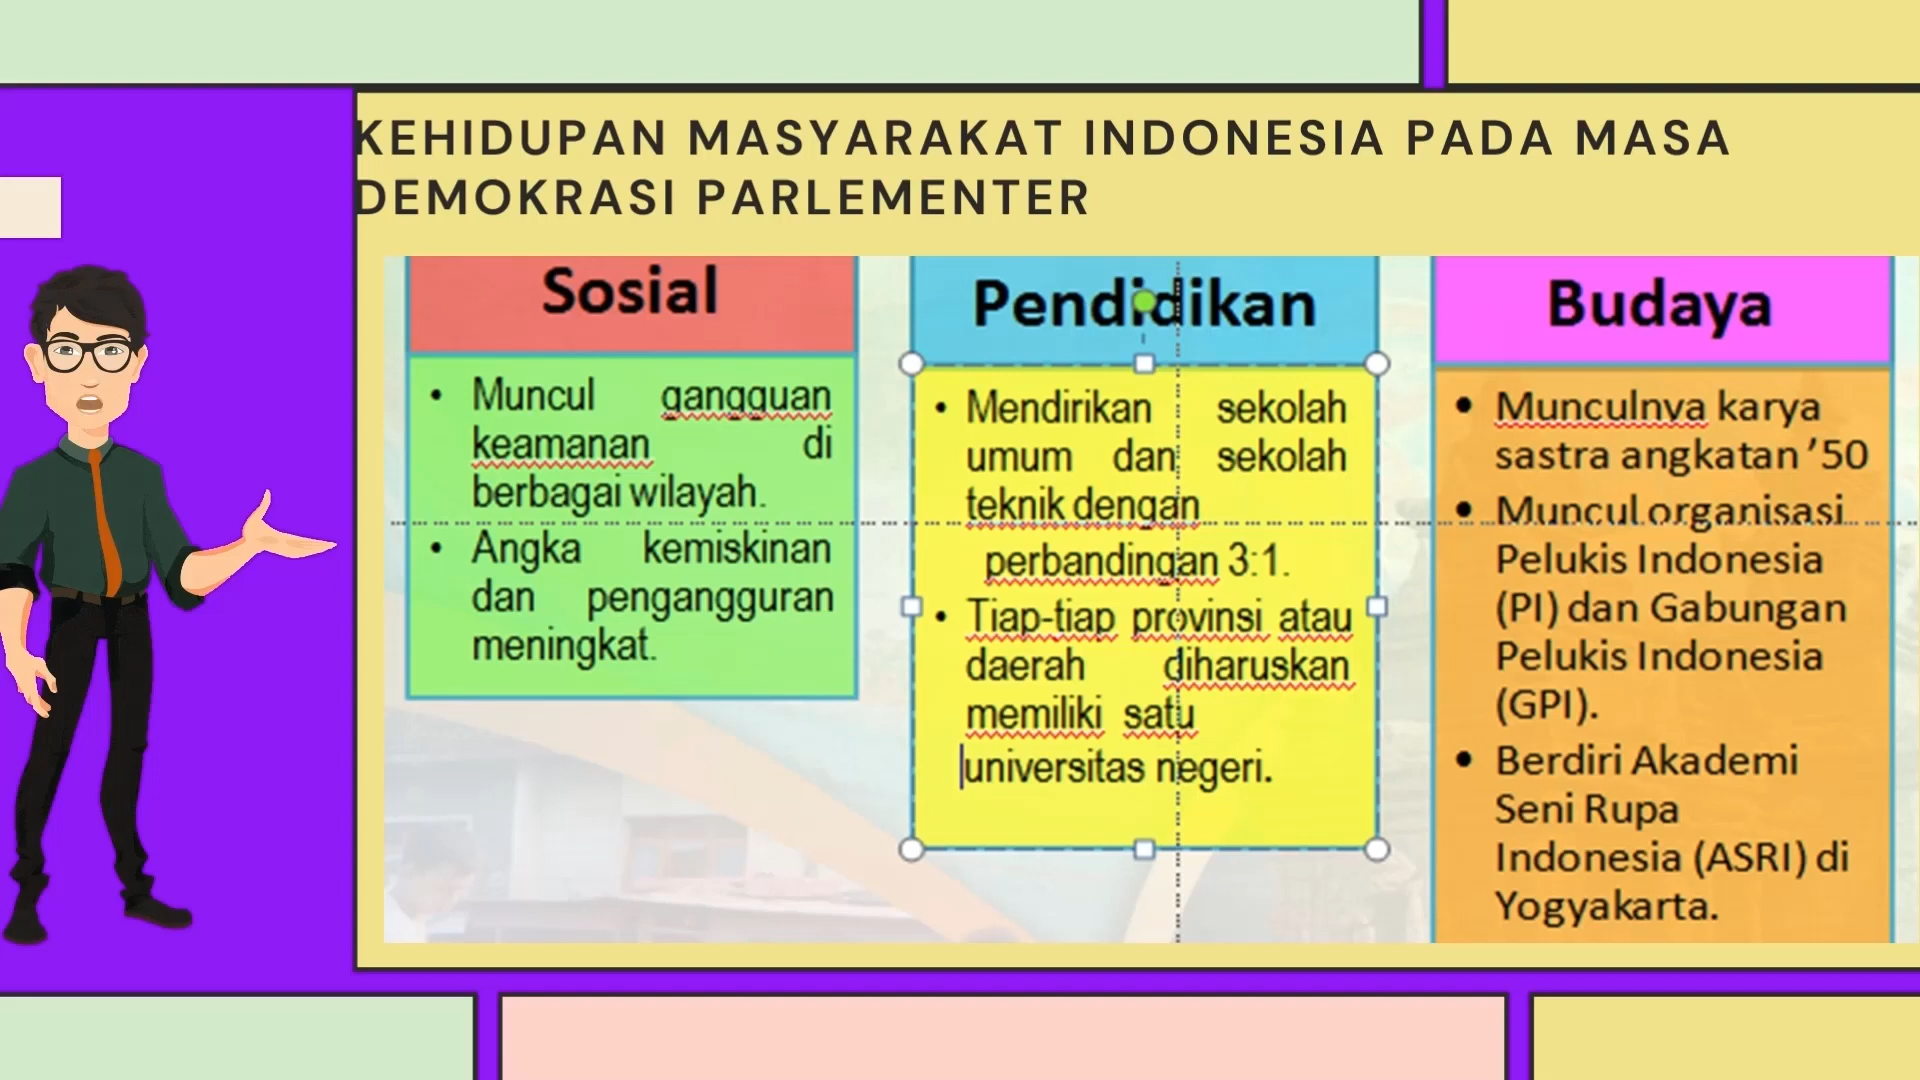 KEHIDUPAN MASYARAKAT INDONESIA PADA MASA
DEMOKRASI PARLEMENTER
Sosial
• Muncul gangguan
keamanan di
berbagai wilayah.
• Angka kemiskinan
dan pengangguran
meningkat.
Pendidikan
• Mendirikan sekolah
umum dan sekolah
teknik dengan
perbandingan 3:1.
• Tiap-tiap provinsi atau
daerah diharuskan
memiliki satu
universitas negeri.
Budaya
• Munculnya karya
sastra angkatan ’50
• Muncul organisasi
Pelukis Indonesia
(PI) dan Gabungan
Pelukis Indonesia
(GPI).
• Berdiri Akademi
Seni Rupa
Indonesia (ASRI) di
Yogyakarta.